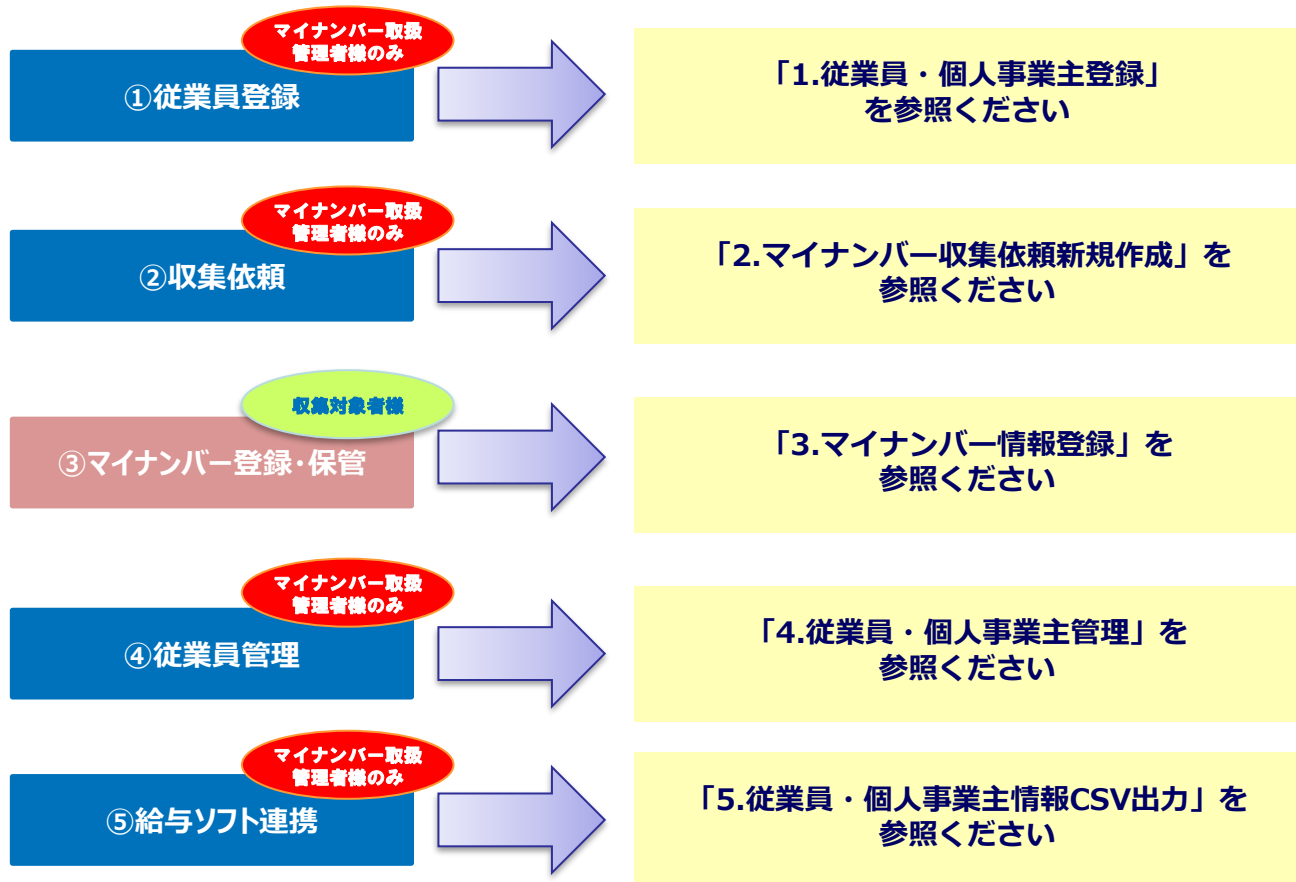 マイナンバー取扱
管理者様のみ
①従業員登録
「1.従業員・個人事業主登録」
を参照ください
マイナンバー取扱
管理者様のみ
②収集依頼
「2.マイナンバー収集依頼新規作成」を
参照ください
収集対象者様
③マイナンバー登録・保管
「3.マイナンバー情報登録」を
参照ください
マイナンバー取扱
管理者様のみ
④従業員管理
「4.従業員・個人事業主管理」を
参照ください
マイナンバー取扱
管理者様のみ
⑤給与ソフト連携
「5.従業員・個人事業主情報CSV出力」を
参照ください